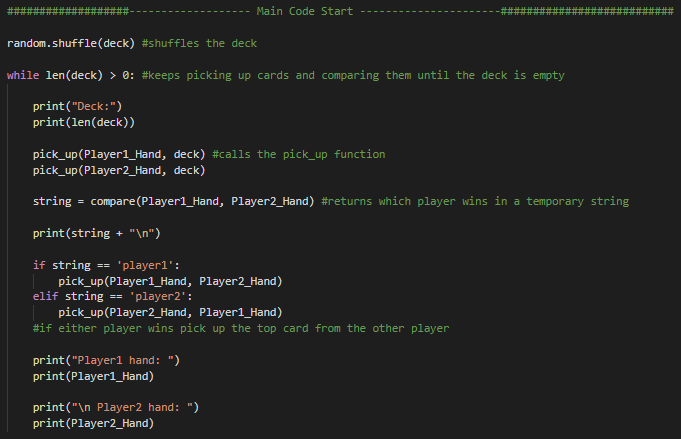 ###################------------------- Main Code Start ----------------------###########################
random.shuffle(deck) #shuffles the deck
while len(deck) > 0: #keeps picking up cards and comparing them until the deck is empty
print("Deck:")
print(len(deck))
pick_up(Player1_Hand, deck) #calls the pick_up function
pick_up(Player2_Hand, deck)
string = compare(Player1_Hand, Player2_Hand) #returns which player wins in a temporary string
print(string + "\n")
if string == 'player1':
pick_up(Player1_Hand, Player2_Hand)
elif string == 'player2':
pick_up(Player2_Hand, Player1_Hand)
#if either player wins pick up the top card from the other player
print("Player1 hand: ")
print(Player1_Hand)
print("\n Player2 hand: ")
print(Player2_Hand)